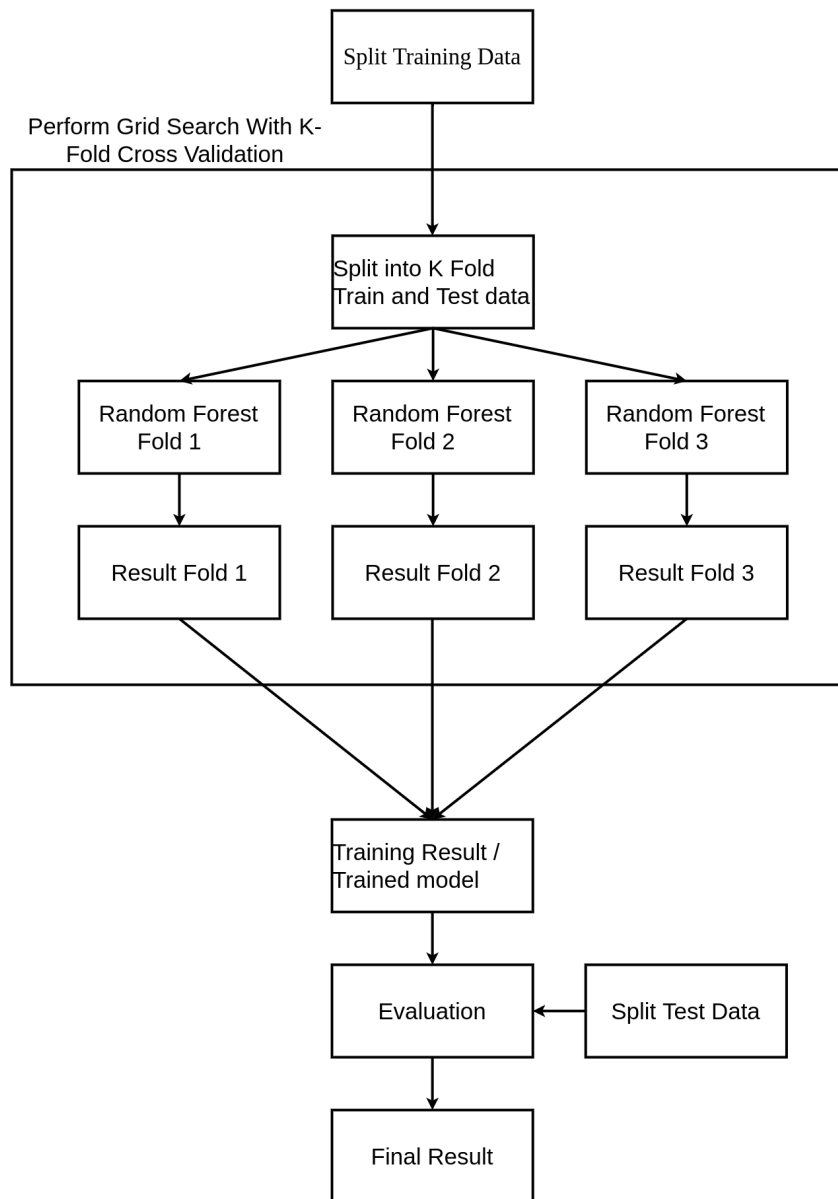 Split Training Data
Perform Grid Search With K-
Fold Cross Validation
Split into K Fold
Train and Test data
Random Forest
Fold 1
Random Forest
Fold 2
Random Forest
Fold 3
Result Fold 1
Result Fold 2
Result Fold 3
Training Result /
Trained model
Evaluation
Split Test Data
Final Result